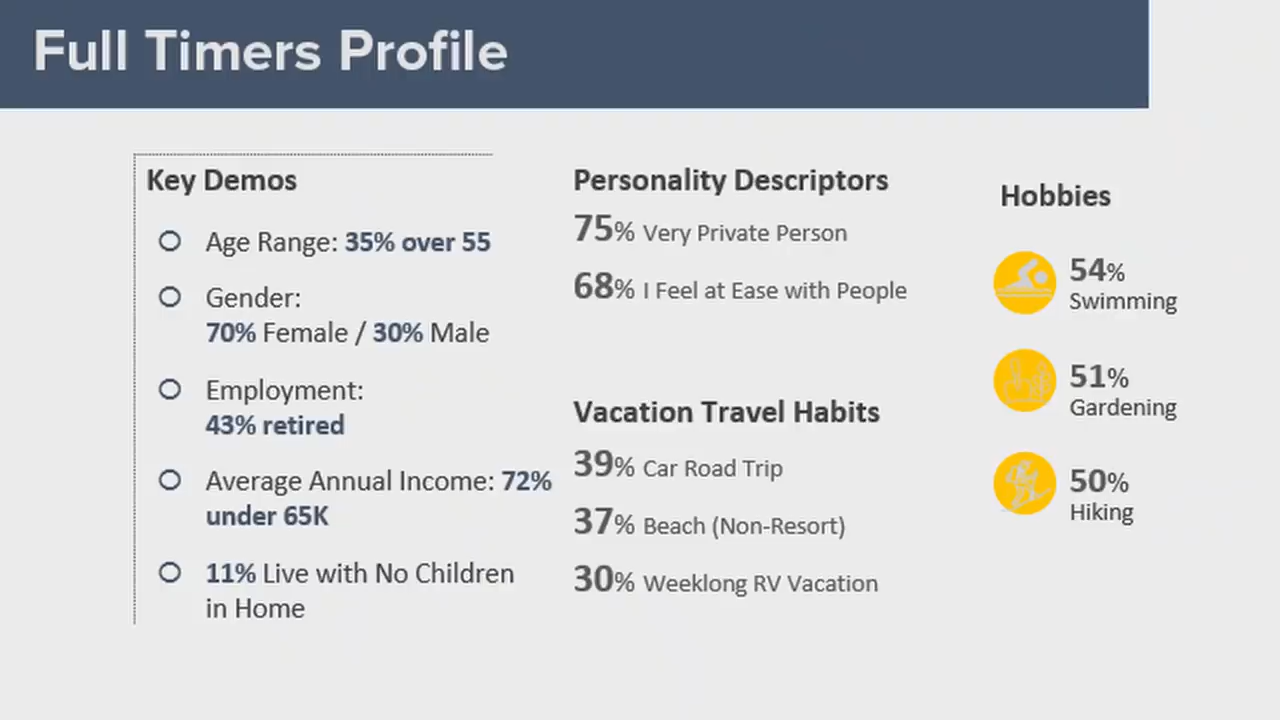 Full Timers Profile
Key Demos
Age Range: 35% over 55
Gender:
70% Female / 30% Male
Employment:
43% retired
Average Annual Income: 72%
under 65K
11% Live with No Children
in Home
Personality Descriptors
75% Very Private Person
68% I Feel at Ease with People
Vacation Travel Habits
39% Car Road Trip
37% Beach (Non-Resort)
30% Weeklong RV Vacation
Hobbies
54%
Swimming
51%
Gardening
50%
Hiking